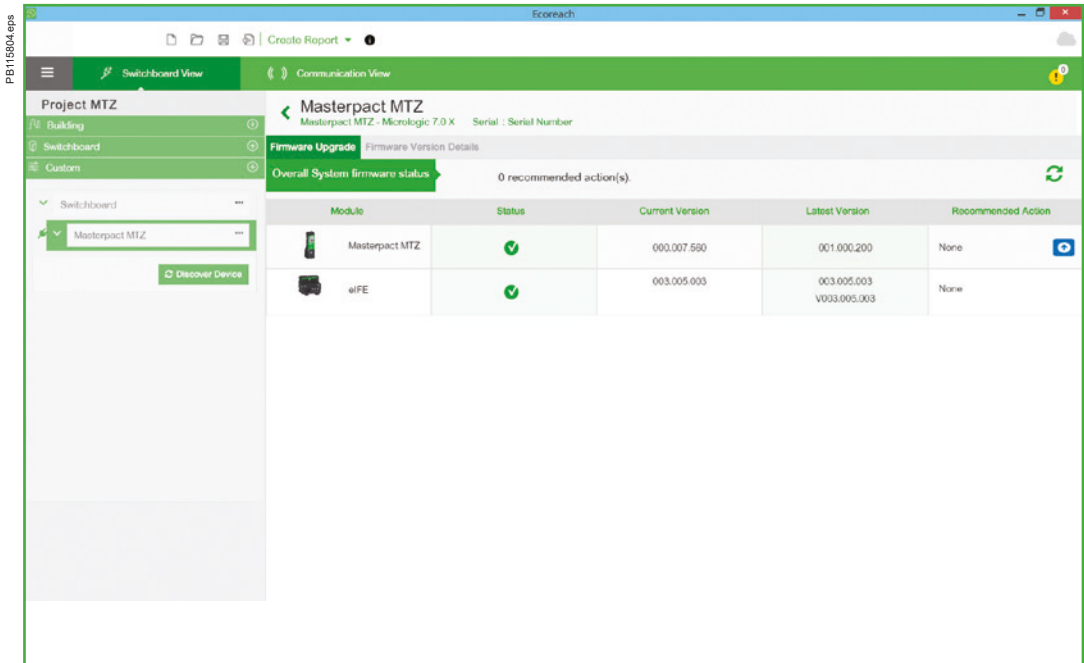 PB115804.eps
Ecoreach
Create Report
Switchboard View
Communication View
0
Project MTZ
Building
Switchboard
Custom
Switchboard
Masterpact MTZ
Discover Device
Masterpact MTZ
Masterpact MTZ - Micrologic 7.0 X Serial : Serial Number
Firmware Upgrade Firmware Version Details
Overall System firmware status 0 recommended action(s).
Module Status Current Version Latest Version Recommended Action
Masterpact MTZ 000.007.560 001.000.200 None
eIFE 003.005.003 003.005.003 None
V003.005.003